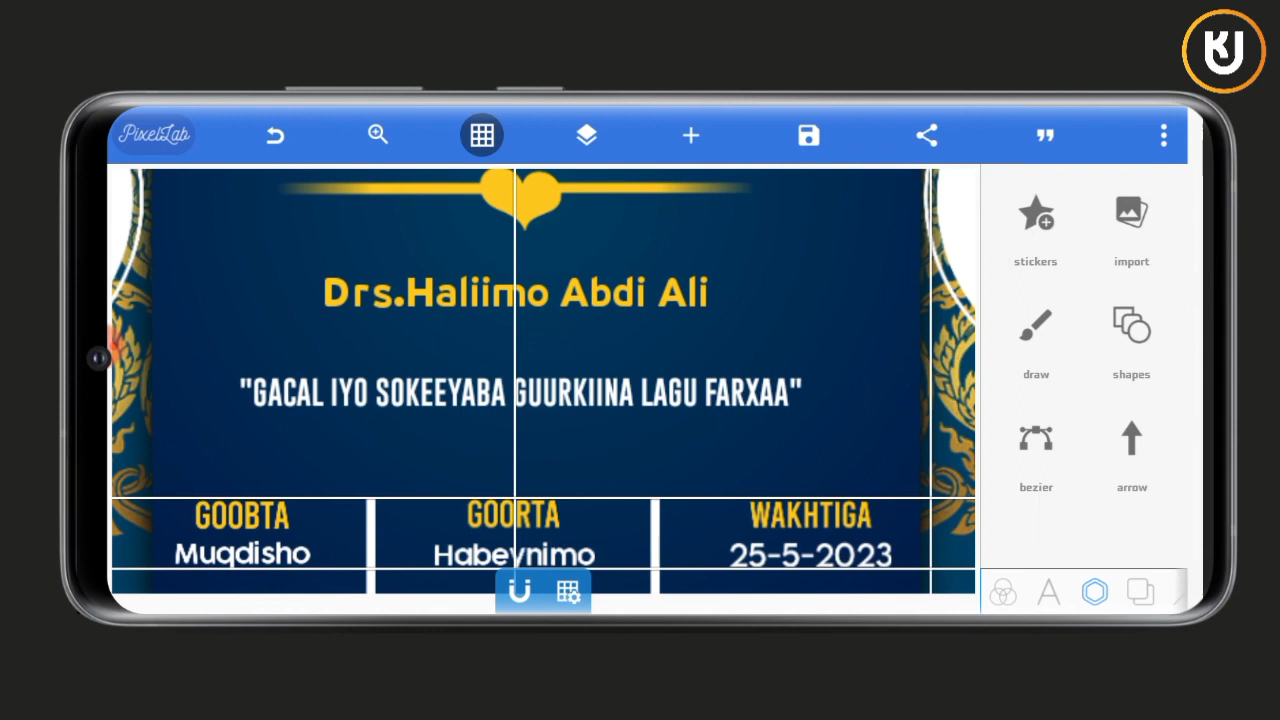 PixelLab
Drs.Haliimo Abdi Ali
"GACAL IYO SOKEEYABA GUURKIINA LAGU FARXAA"
GOOBTA GOORTA WAKHTIGA
Muqdisho Habeynimo 25-5-2023
stickers import
draw shapes
bezier arrow